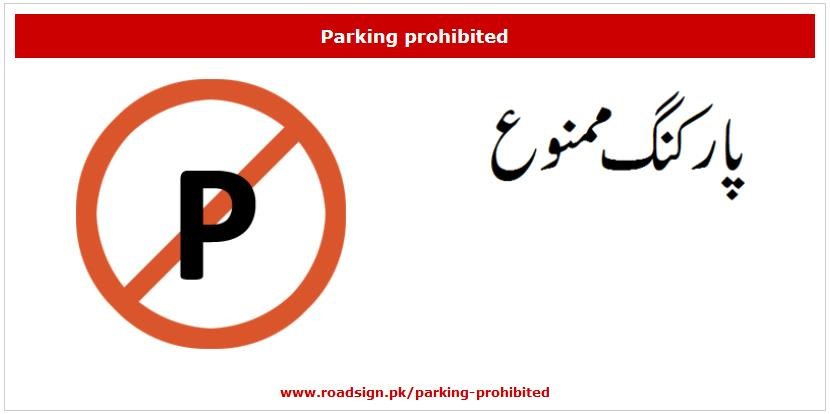 Parking prohibited
پارکنگ ممنوع
P
www.roadsign.pk/parking-prohibited